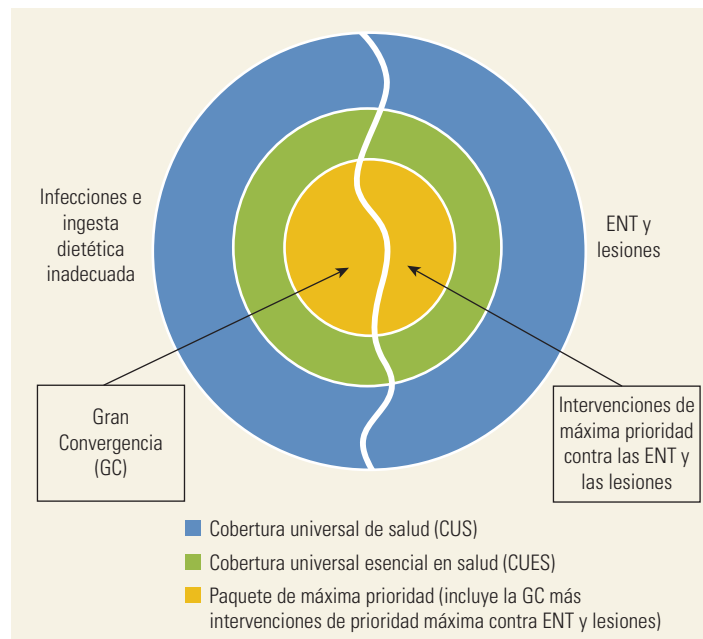 Infecciones e
ingesta
dietética
inadecuada
ENT y
lesiones
Gran
Convergencia
(GC)
Intervenciones de
máxima prioridad
contra las ENT y
las lesiones
Cobertura universal de salud (CUS)
Cobertura universal esencial en salud (CUES)
Paquete de máxima prioridad (incluye la GC más
intervenciones de prioridad máxima contra ENT y lesiones)